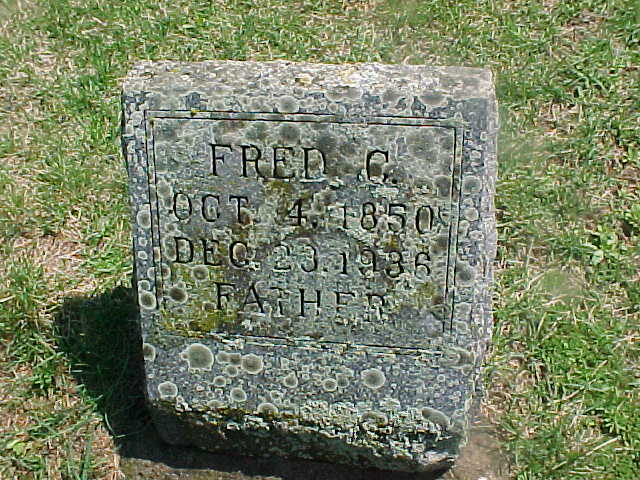 FRED C.
OCT. 4. 1850
DEC. 23. 1936
FATHER